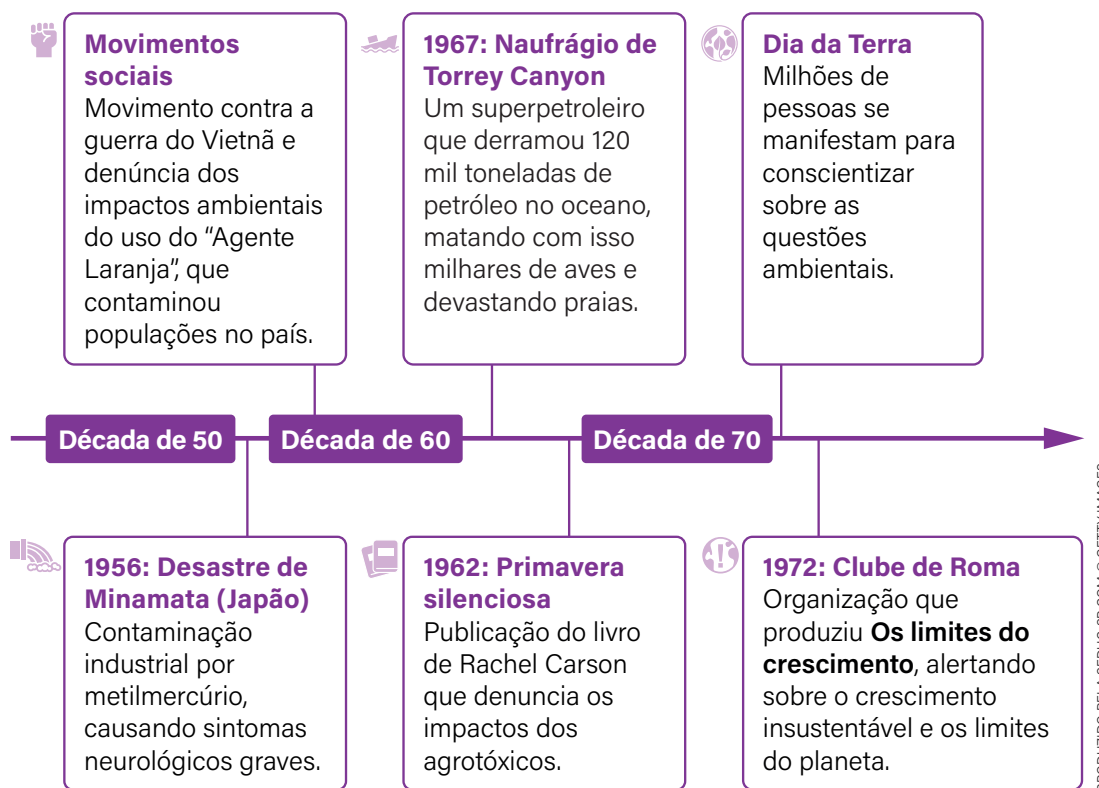 Movimentos
sociais
Movimento contra a
guerra do Vietnã e
denúncia dos
impactos ambientais
do uso do “Agente
Laranja”, que
contaminou
populações no país.
1967: Naufrágio de
Torrey Canyon
Um superpetroleiro
que derramou 120
mil toneladas de
petróleo no oceano,
matando com isso
milhares de aves e
devastando praias.
Dia da Terra
Milhões de
pessoas se
manifestam para
conscientizar
sobre as
questões
ambientais.
Década de 50
Década de 60
Década de 70
1956: Desastre de
Minamata (Japão)
Contaminação
industrial por
metilmercúrio,
causando sintomas
neurológicos graves.
1962: Primavera
silenciosa
Publicação do livro
de Rachel Carson
que denuncia os
impactos dos
agrotóxicos.
1972: Clube de Roma
Organização que
produziu Os limites do
crescimento, alertando
sobre o crescimento
insustentável e os limites
do planeta.